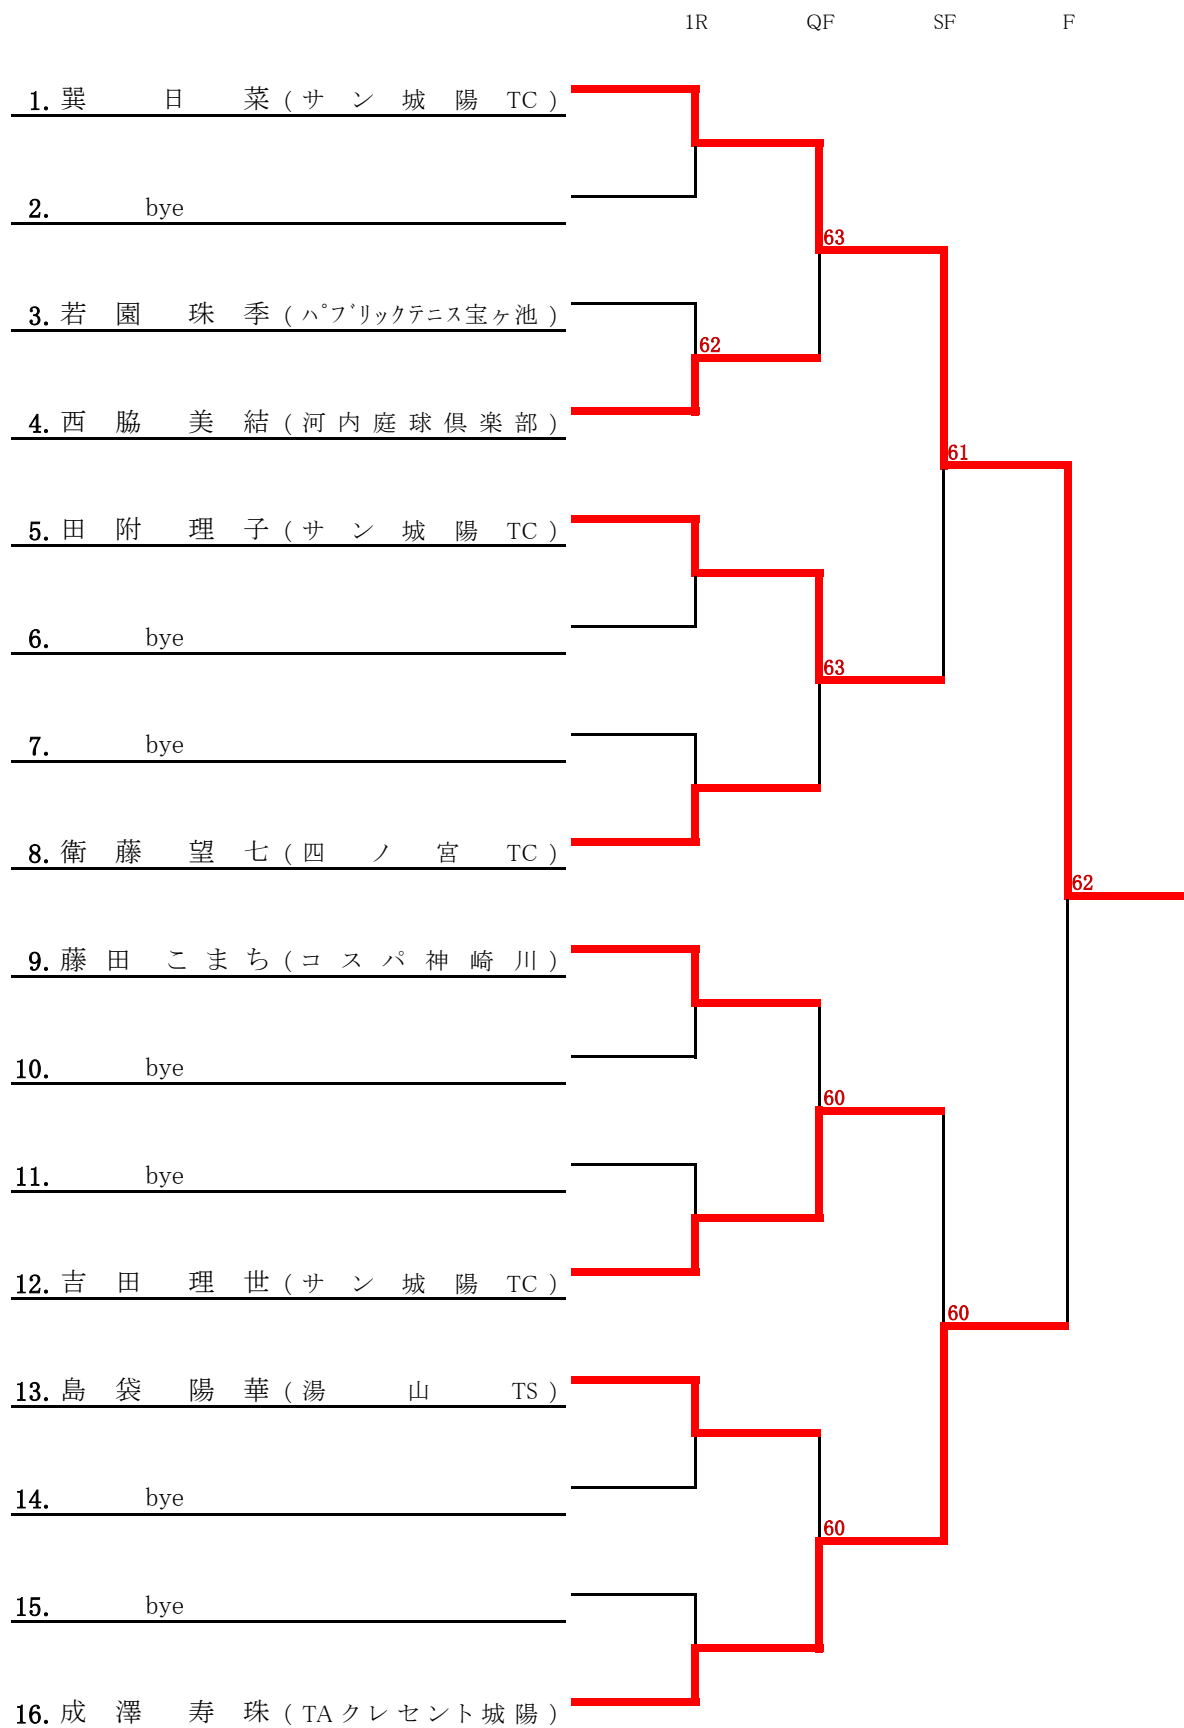 1R QF SF F
1. 巽 日 菜 ( サ ン 城 陽 TC )
2. bye
63
3. 若 園 珠 季 ( ﾊﾟﾌﾞﾘｯｸﾃﾆｽ宝ヶ池 )
62
4. 西 脇 美 結 ( 河 内 庭 球 倶 楽 部 )
61
5. 田 附 理 子 ( サ ン 城 陽 TC )
6. bye
63
7. bye
8. 衛 藤 望 七 ( 四 ノ 宮 TC )
62
9. 藤 田 こ ま ち ( コ ス パ 神 崎 川 )
10. bye
60
11. bye
12. 吉 田 理 世 ( サ ン 城 陽 TC )
60
13. 島 袋 陽 華 ( 湯 山 TS )
14. bye
60
15. bye
16. 成 澤 寿 珠 ( TA ク レ セ ン ト 城 陽 )